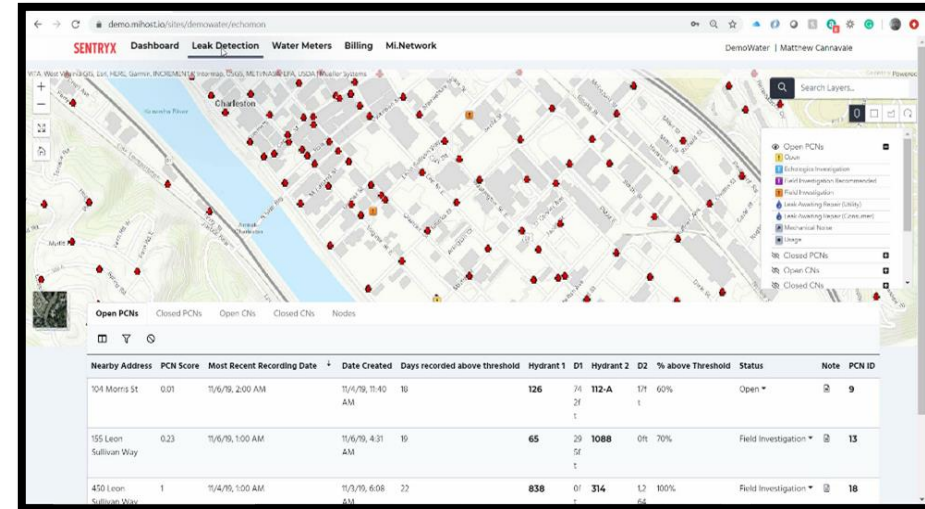 demo.mihost.io/sites/demowater/echomon
SENTRYX Dashboard Leak Detection Water Meters Billing Mi.Network
DemoWater | Matthew Cannavale
Search Layers...
Charleston
Kanawha River
Open PCNs
Open
Echologics Investigation
Field Investigation Recommended
Field Investigation
Leak Awaiting Repair (Utility)
Leak Awaiting Repair (Consumer)
Mechanical Noise
Usage
Closed PCNs
Open CNs
Closed CNs
Open PCNs Closed PCNs Open CNs Closed CNs Nodes
Nearby Address PCN Score Most Recent Recording Date Date Created Days recorded above threshold Hydrant 1 D1 Hydrant 2 D2 % above Threshold Status Note PCN ID
104 Morris St 0.01 11/6/19, 2:00 AM 11/4/19, 11:40 AM 18 126 742ft 112-A 17ft 60% Open 9
155 Leon Sullivan Way 0.23 11/6/19, 1:00 AM 11/6/19, 4:31 AM 19 65 295ft 1088 0ft 70% Field Investigation 13
450 Leon Sullivan Way 1 11/4/19, 1:00 AM 11/3/19, 6:08 AM 22 838 0f 314 1,264 100% Field Investigation 18